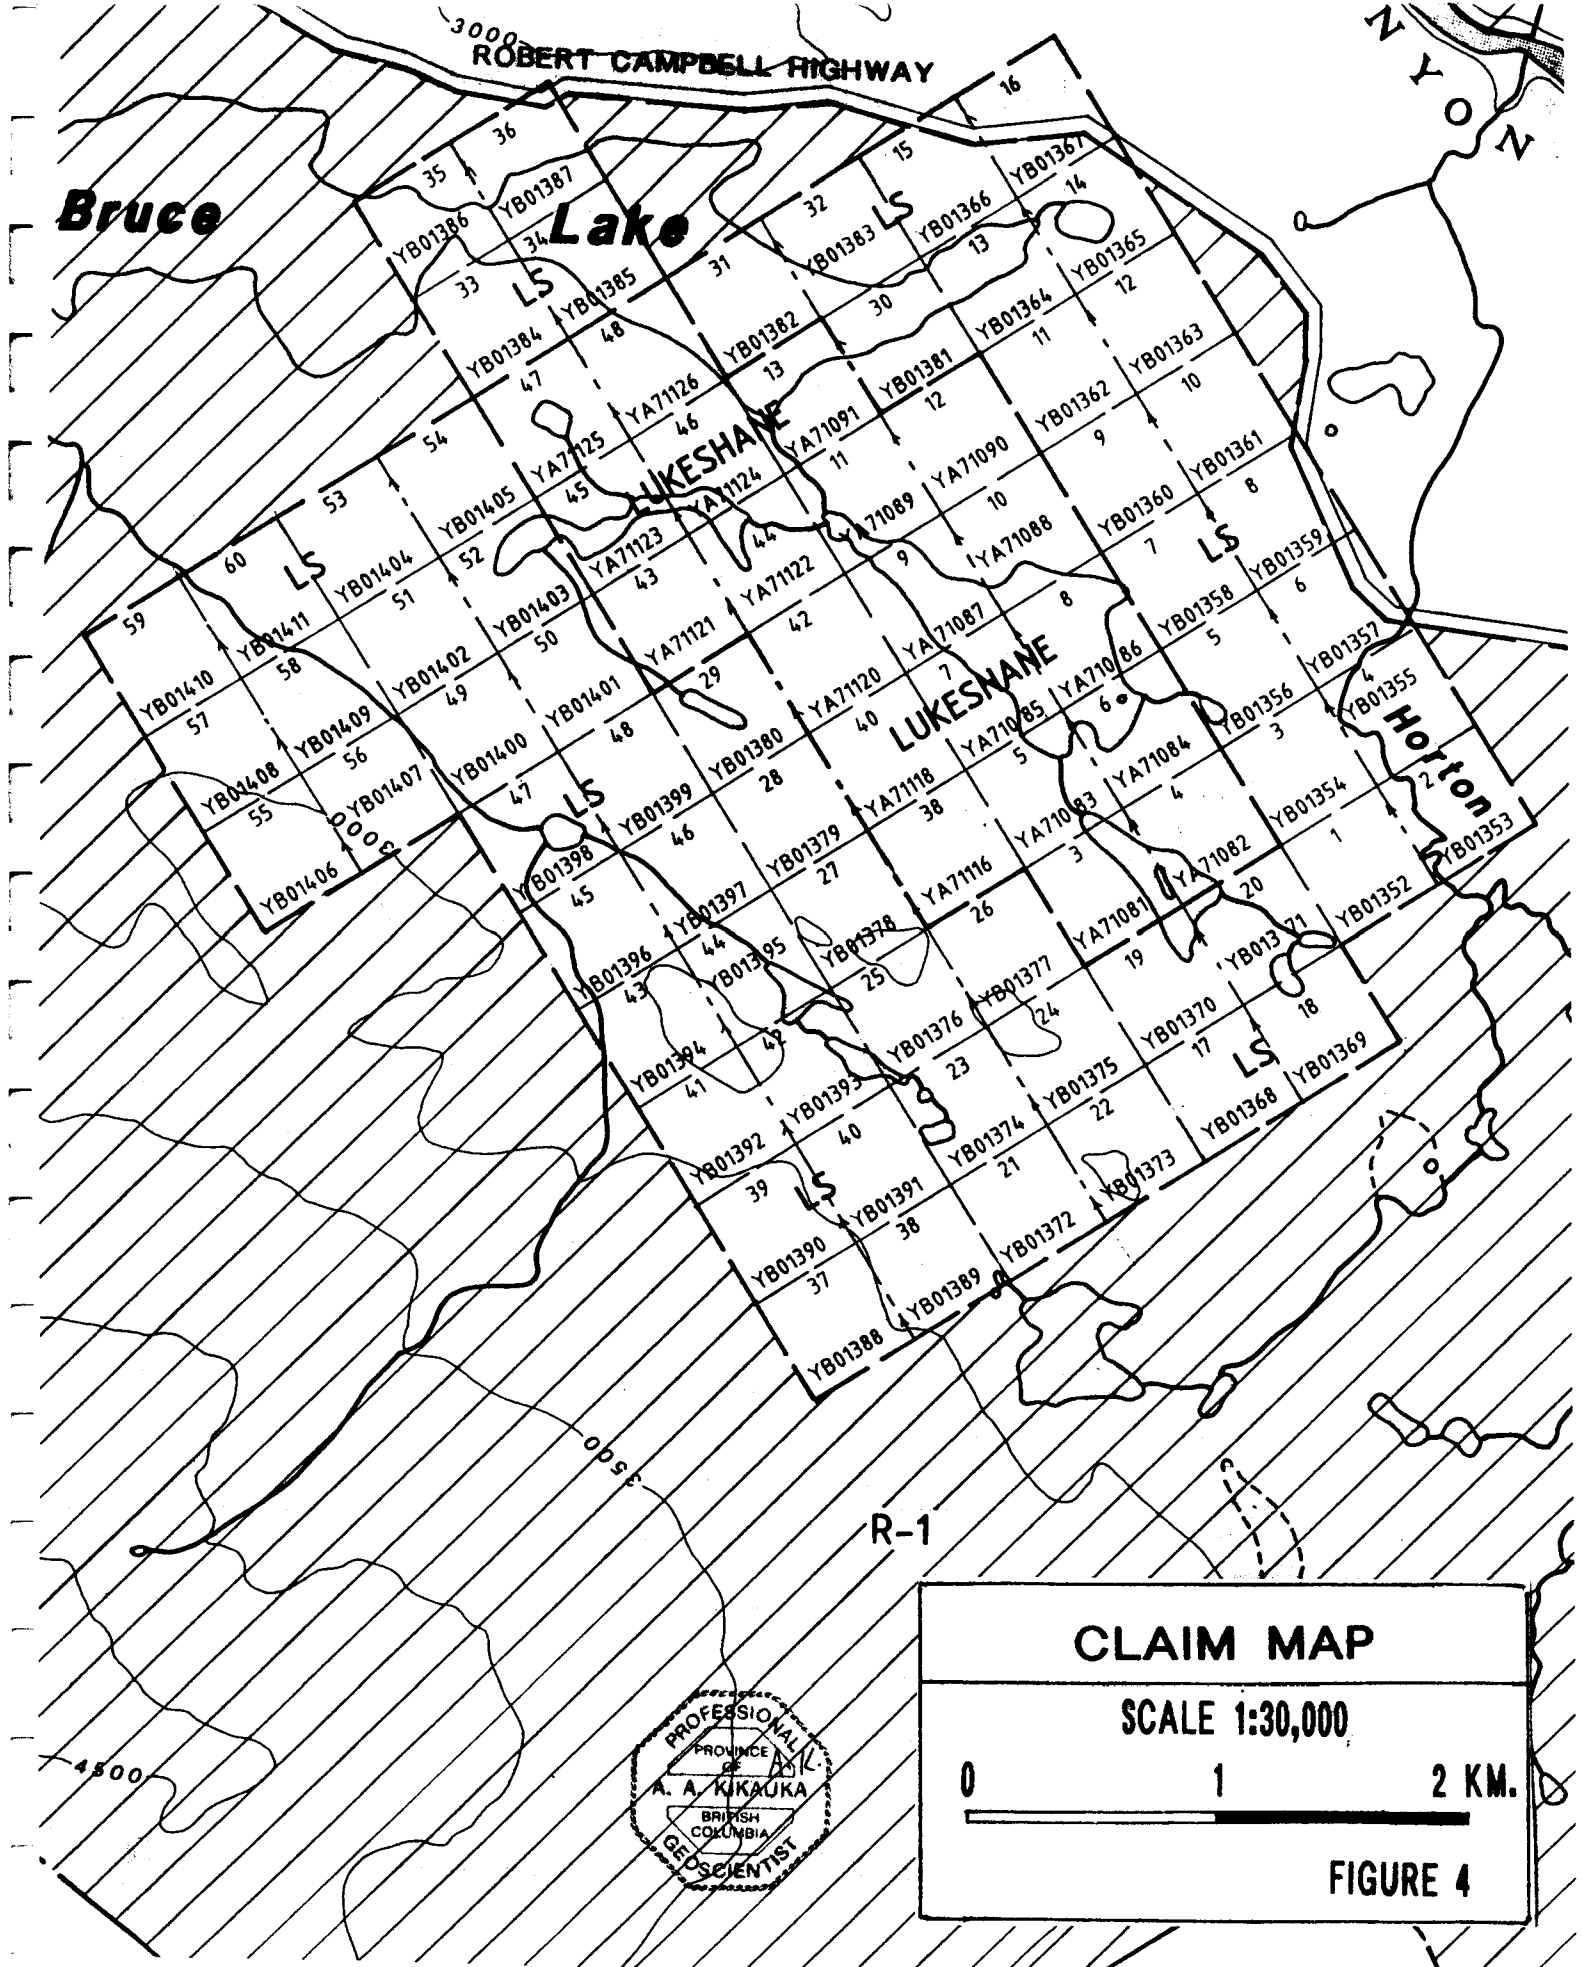 3000
ROBERT CAMPBELL HIGHWAY
N
Y
O
N
16
36
35
15
YB01367
14
YB01387
Bruce
Lake
32
LS
YB01366
13
YB01386
34
33
LS
YB01383
YB01365
12
31
YB01385
48
30
YB01364
11
YB01384
47
YB01382
13
YB01363
10
YB01381
12
YA71126
46
YB01362
9
54
YA71125
45
LUKESHANE
YA71091
11
YB01361
8
YA71090
10
53
YB01405
52
YA71124
44
YB01360
7
LS
60
LS
YB01404
51
YA71123
43
71089
9
YA71088
8
YB01359
6
59
YB01411
58
YB01403
50
YA71122
42
YB01358
5
YB01410
57
YB01402
49
YA71121
29
YA71087
7
LUKESHANE
YA71086
6
YB01357
4
YB01409
56
YB01401
48
YA71120
40
YA71085
5
YB01356
3
YB01355
2
Horton
YB01408
55
YB01400
47
YB01380
28
YA71084
4
YB01407
3000
LS
YB01399
46
YA71118
38
YA71083
3
YB01354
1
YB01353
YB01406
YB01398
45
YB01379
27
YA71116
26
YA71082
20
YB01352
YB01397
44
YB01378
25
YA71081
19
YB01396
43
YB01395
42
YB01377
24
YB01371
18
YB01394
41
YB01376
23
YB01370
17
LS
YB01369
YB01393
40
YB01375
22
YB01368
YB01392
39
LS
YB01374
21
YB01373
YB01391
38
YB01372
YB01390
37
YB01389
YB01388
3500
R-1
4500
PROFESSIONAL
PROVINCE
OF
A. A. KIKAUKA
BRITISH
COLUMBIA
GEOSCIENTIST
CLAIM MAP
SCALE 1:30,000
0 1 2 KM.
FIGURE 4